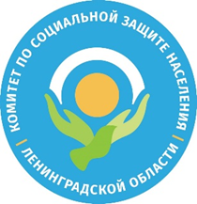 КОМИТЕТ ПО СОЦИАЛЬНОЙ ЗАЩИТЕ НАСЕЛЕНИЯ
ЛЕНИНГРАДСКОЙ ОБЛАСТИ